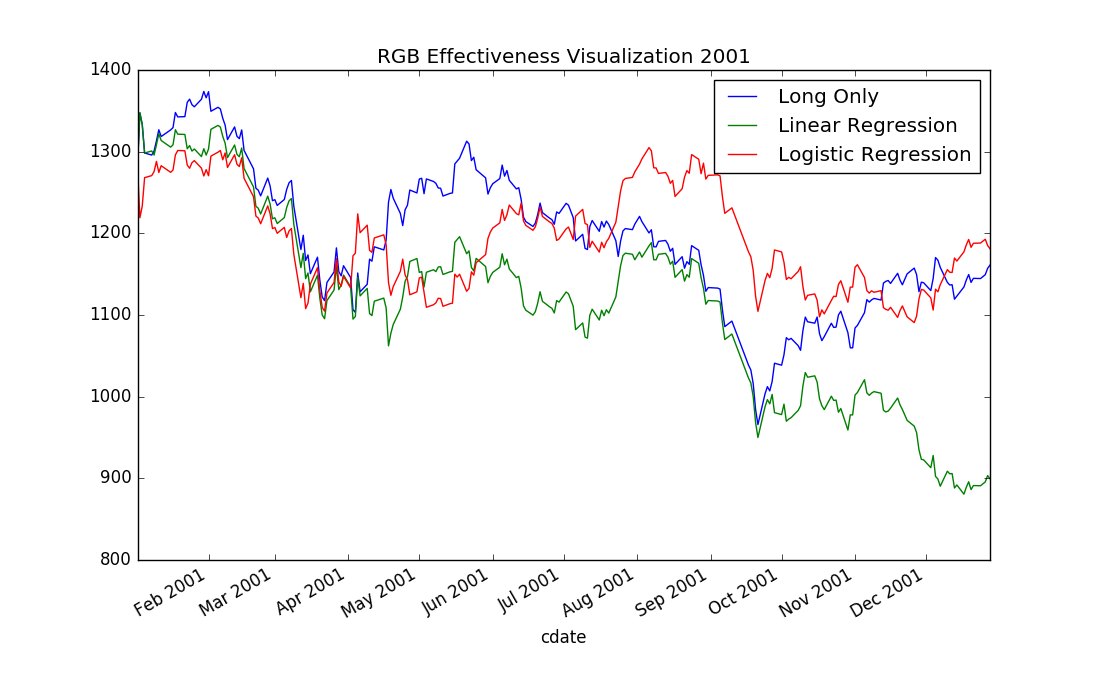 RGB Effectiveness Visualization 2001
1400
1300
1200
1100
1000
900
800
Long Only
Linear Regression
Logistic Regression
Feb 2001
Mar 2001
Apr 2001
May 2001
Jun 2001
Jul 2001
Aug 2001
Sep 2001
Oct 2001
Nov 2001
Dec 2001
cdate